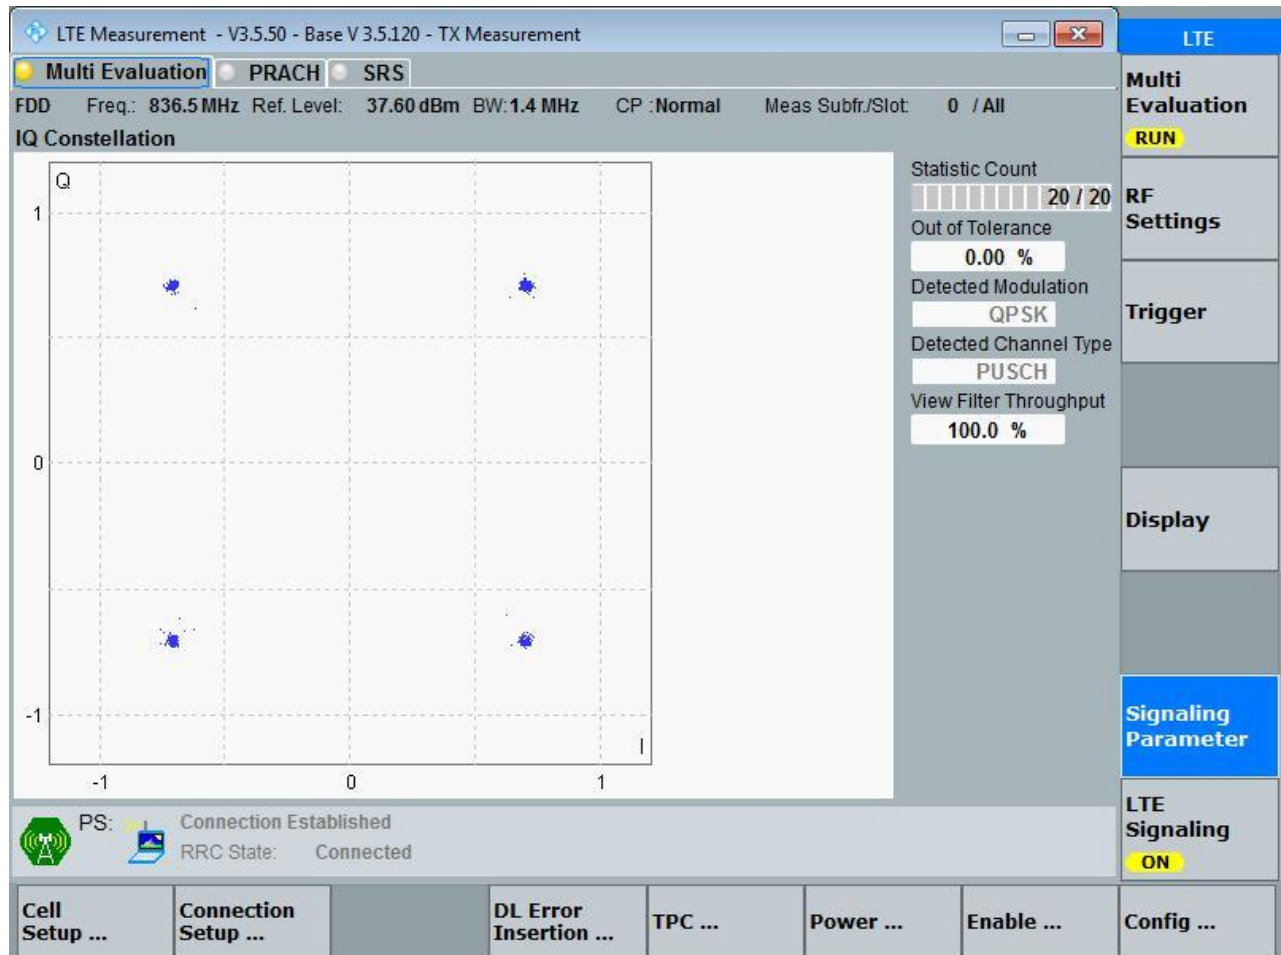 LTE Measurement - V3.5.50 - Base V 3.5.120 - TX Measurement
LTE
Multi Evaluation PRACH SRS
FDD Freq.: 836.5 MHz Ref. Level: 37.60 dBm BW: 1.4 MHz CP : Normal Meas Subfr./Slot: 0 / All
IQ Constellation
Q
1
0
-1
I
-1 0 1
Statistic Count
20 / 20
Out of Tolerance
0.00 %
Detected Modulation
QPSK
Detected Channel Type
PUSCH
View Filter Throughput
100.0 %
Multi
Evaluation
RUN
RF
Settings
Trigger
Display
Signaling
Parameter
LTE
Signaling
ON
PS: Connection Established
RRC State: Connected
Cell
Setup ...
Connection
Setup ...
DL Error
Insertion ...
TPC ...
Power ...
Enable ...
Config ...